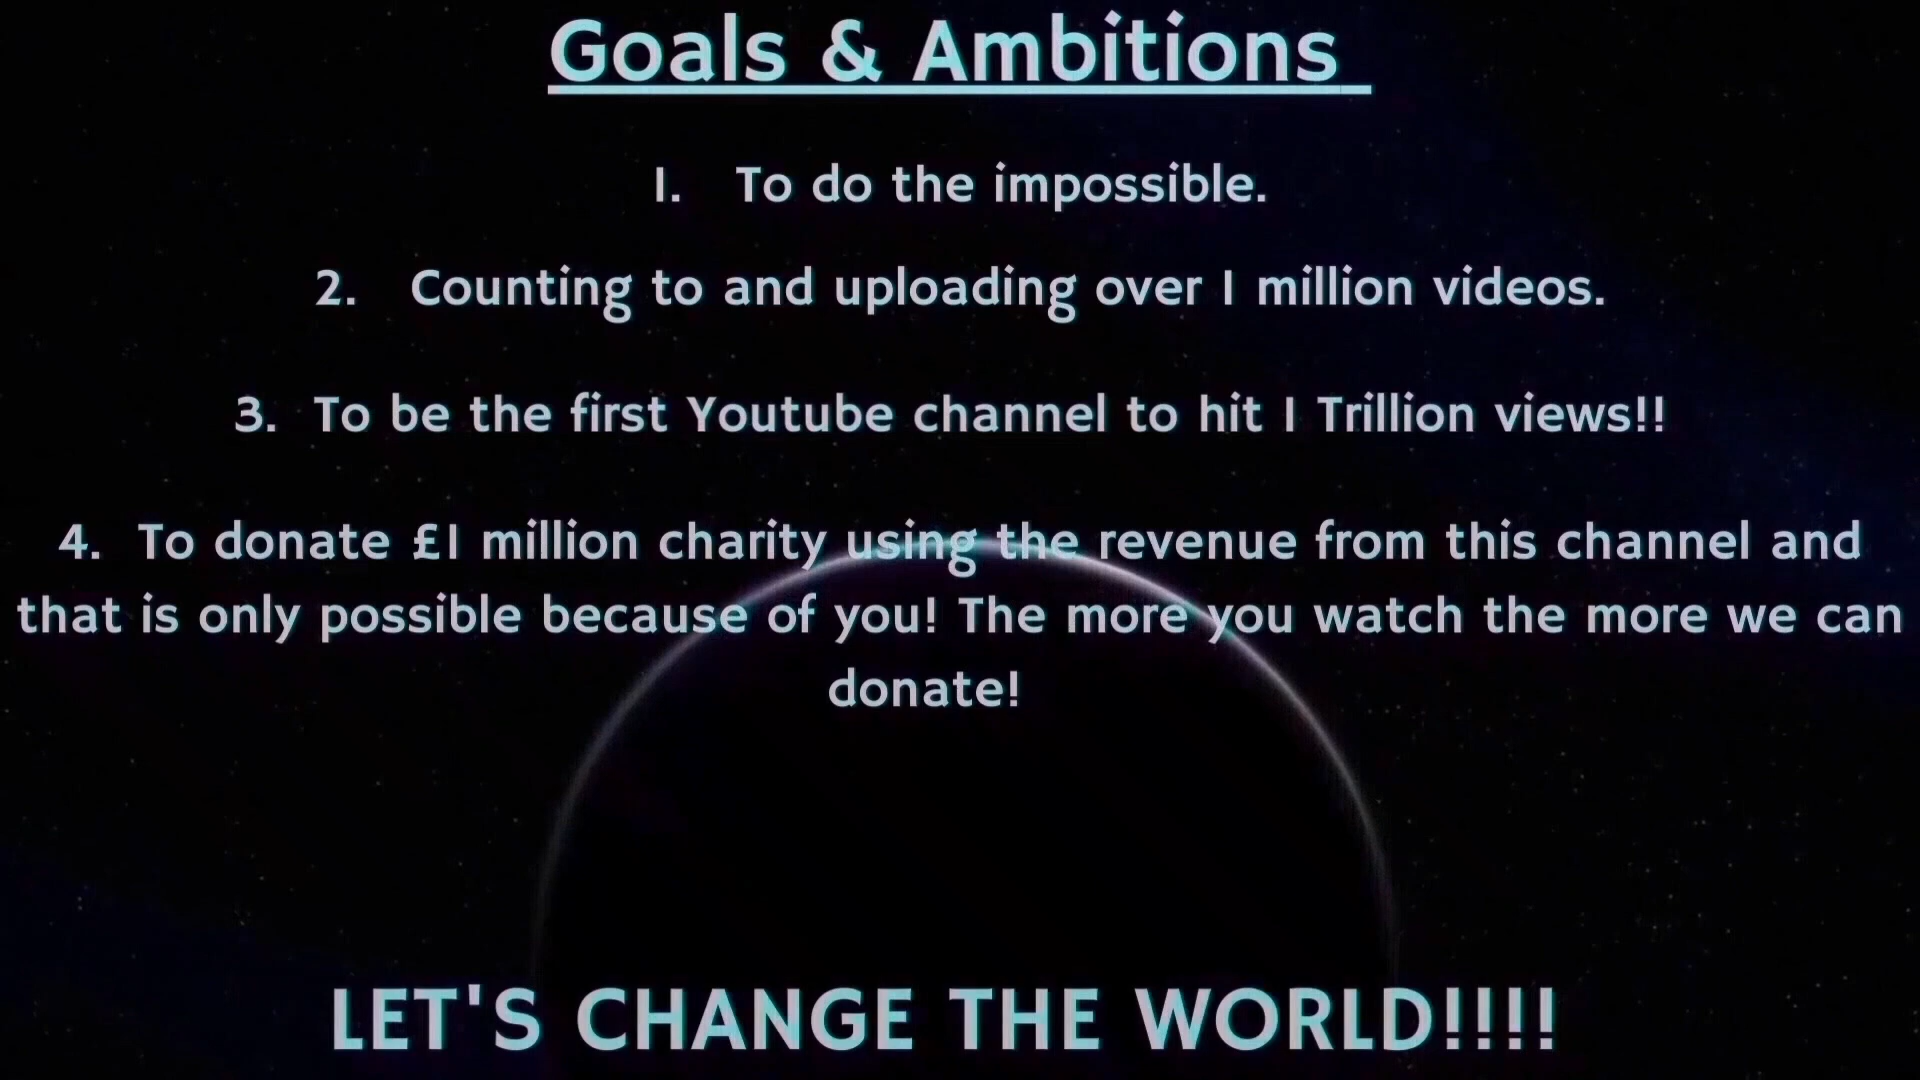 Goals & Ambitions
1. To do the impossible.
2. Counting to and uploading over 1 million videos.
3. To be the first Youtube channel to hit 1 Trillion views!!
4. To donate £1 million charity using the revenue from this channel and
that is only possible because of you! The more you watch the more we can
donate!
LET'S CHANGE THE WORLD!!!!